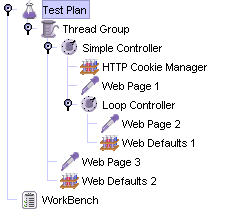 Test Plan
Thread Group
Simple Controller
HTTP Cookie Manager
Web Page 1
Loop Controller
Web Page 2
Web Defaults 1
Web Page 3
Web Defaults 2
WorkBench